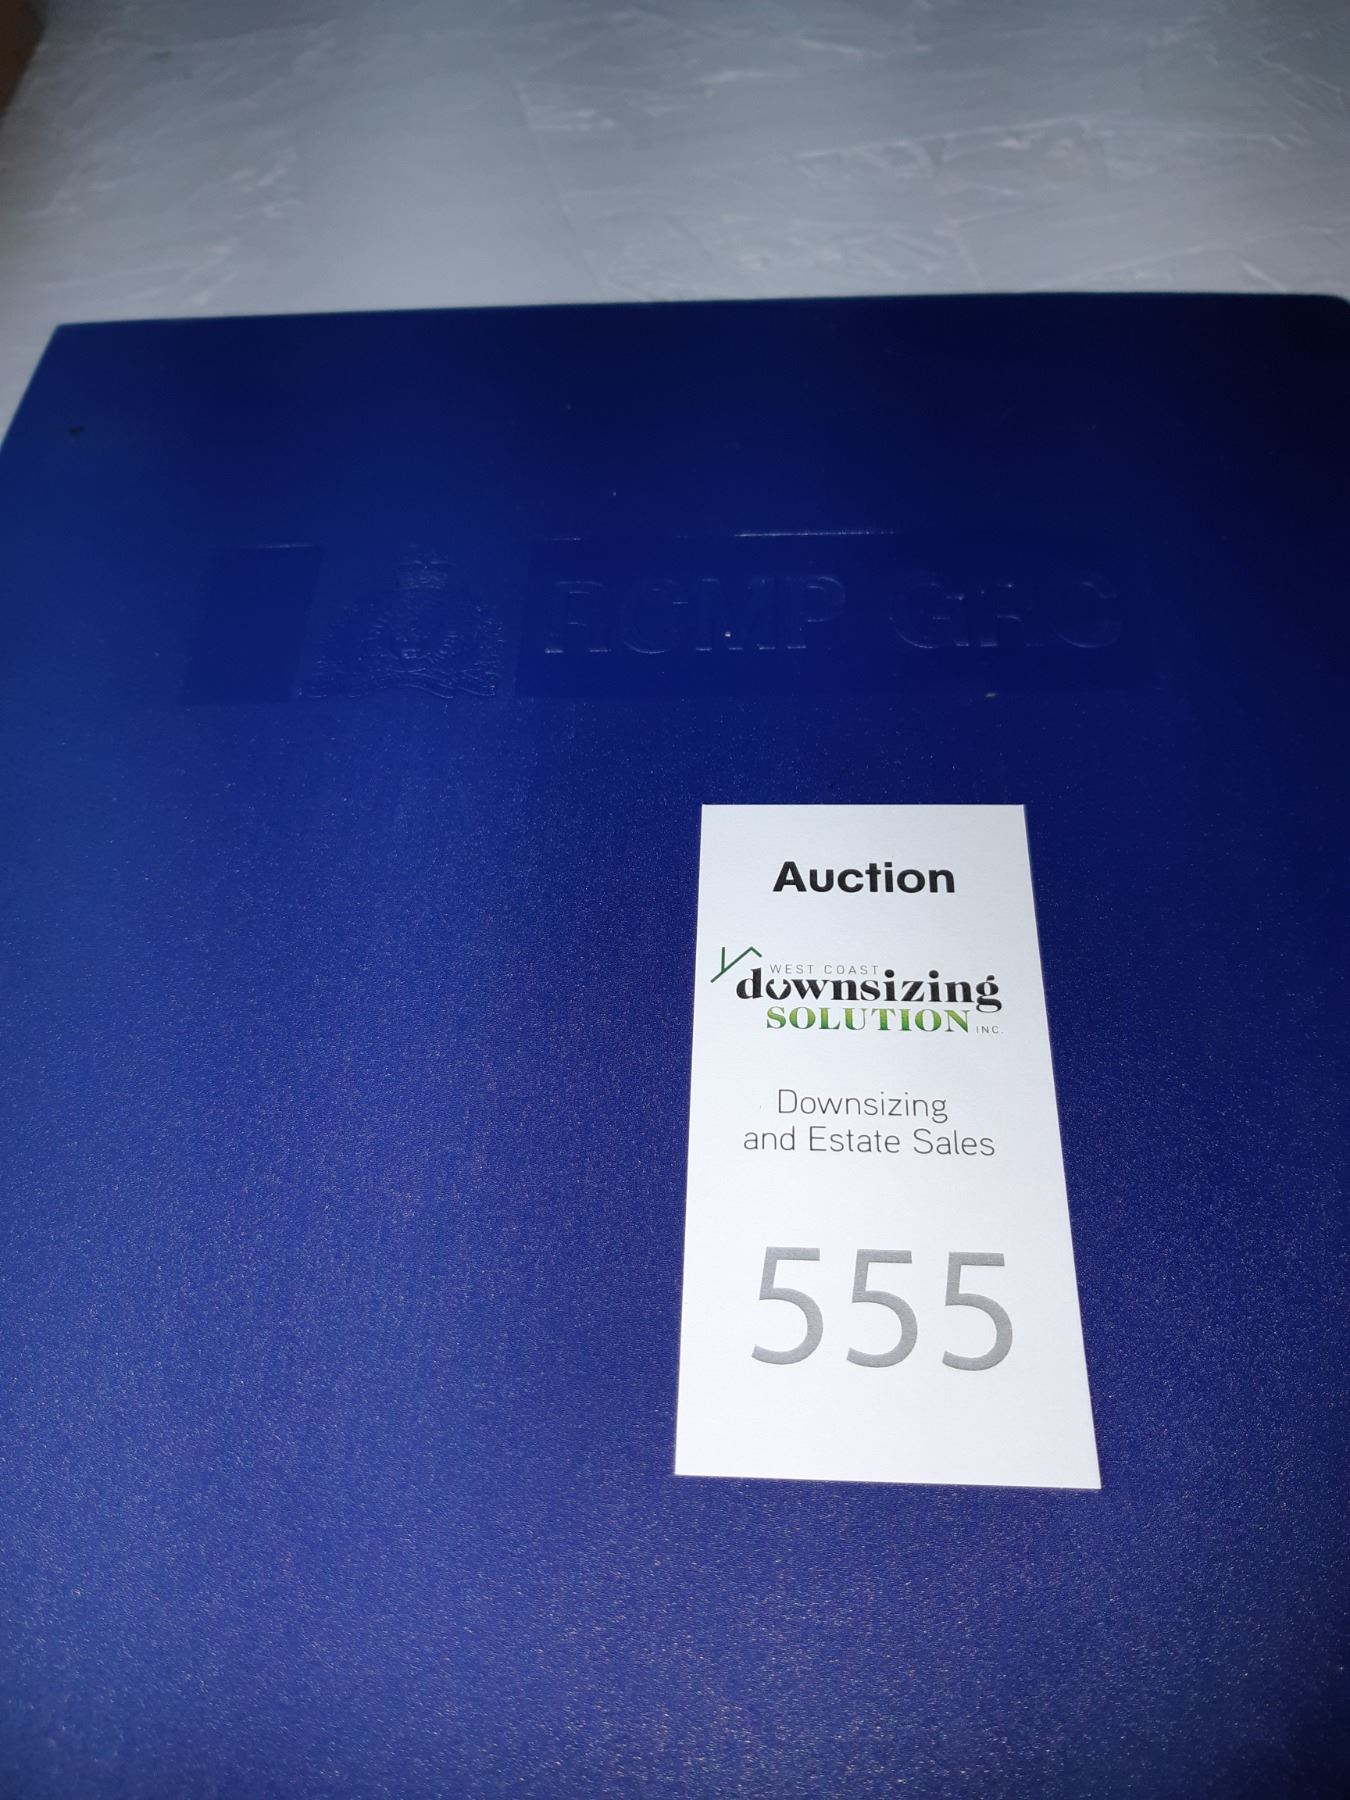 RCMP GRC
Auction
WEST COAST
downsizing
SOLUTION INC.
Downsizing
and Estate Sales
555